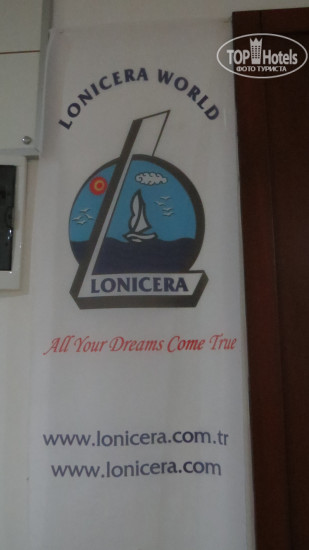 TOP Hotels
ФОТО ТУРИСТА
LONICERA WORLD
LONICERA
All Your Dreams Come True
www.lonicera.com.tr
www.lonicera.com